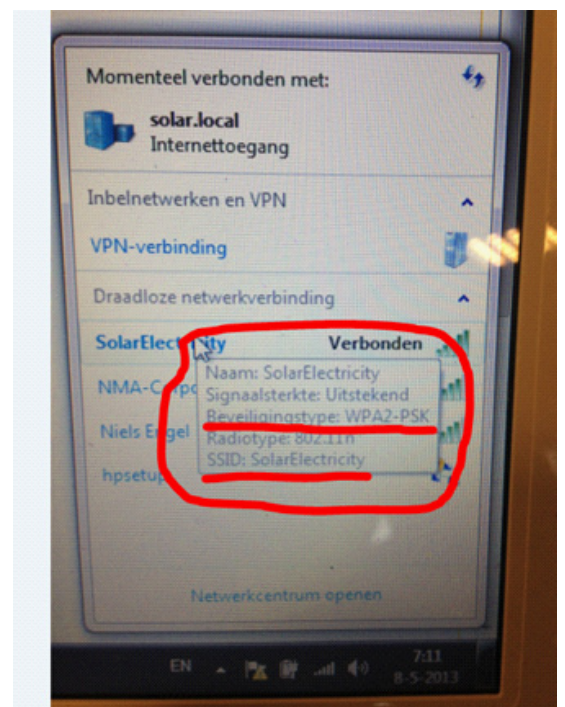 Momenteel verbonden met:
solar.local
Internettoegang
Inbelnetwerken en VPN
VPN-verbinding
Draadloze netwerkverbinding
SolarElectricity Verbonden
Naam: SolarElectricity
Signaalsterkte: Uitstekend
Beveiligingstype: WPA2-PSK
Radiotype: 802.11n
SSID: SolarElectricity
Niels Engel
hpsetup
Netwerkcentrum openen
EN
7:11
8-5-2013